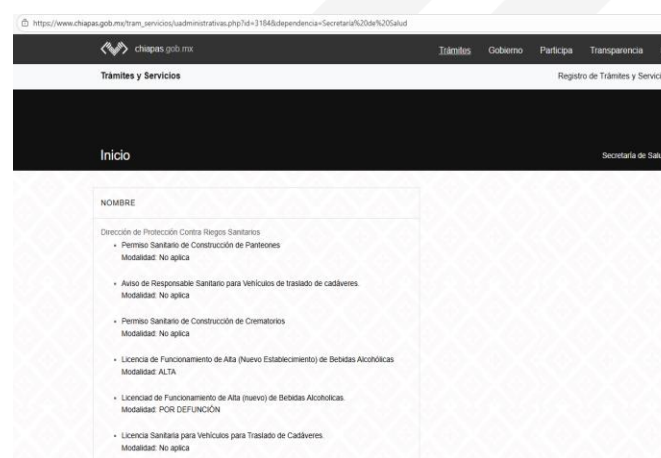 https://www.chiapas.gob.mx/tram_servicios/uadministrativas.php?id=3184&dependencia=Secretaría%20de%20Salud
chiapas.gob.mx Trámites Gobierno Participa Transparencia
Trámites y Servicios Registro de Trámites y Servici
Inicio Secretaría de Salu
NOMBRE
Dirección de Protección Contra Riegos Sanitarios
• Permiso Sanitario de Construcción de Panteones
Modalidad: No aplica
• Aviso de Responsable Sanitario para Vehículos de traslado de cadáveres.
Modalidad: No aplica
• Permiso Sanitario de Construcción de Crematorios
Modalidad: No aplica
• Licencia de Funcionamiento de Alta (Nuevo Establecimiento) de Bebidas Alcohólicas
Modalidad: ALTA
• Licenciad de Funcionamiento de Alta (nuevo) de Bebidas Alcoholicas.
Modalidad: POR DEFUNCIÓN
• Licencia Sanitaria para Vehículos para Traslado de Cadáveres.
Modalidad: No aplica